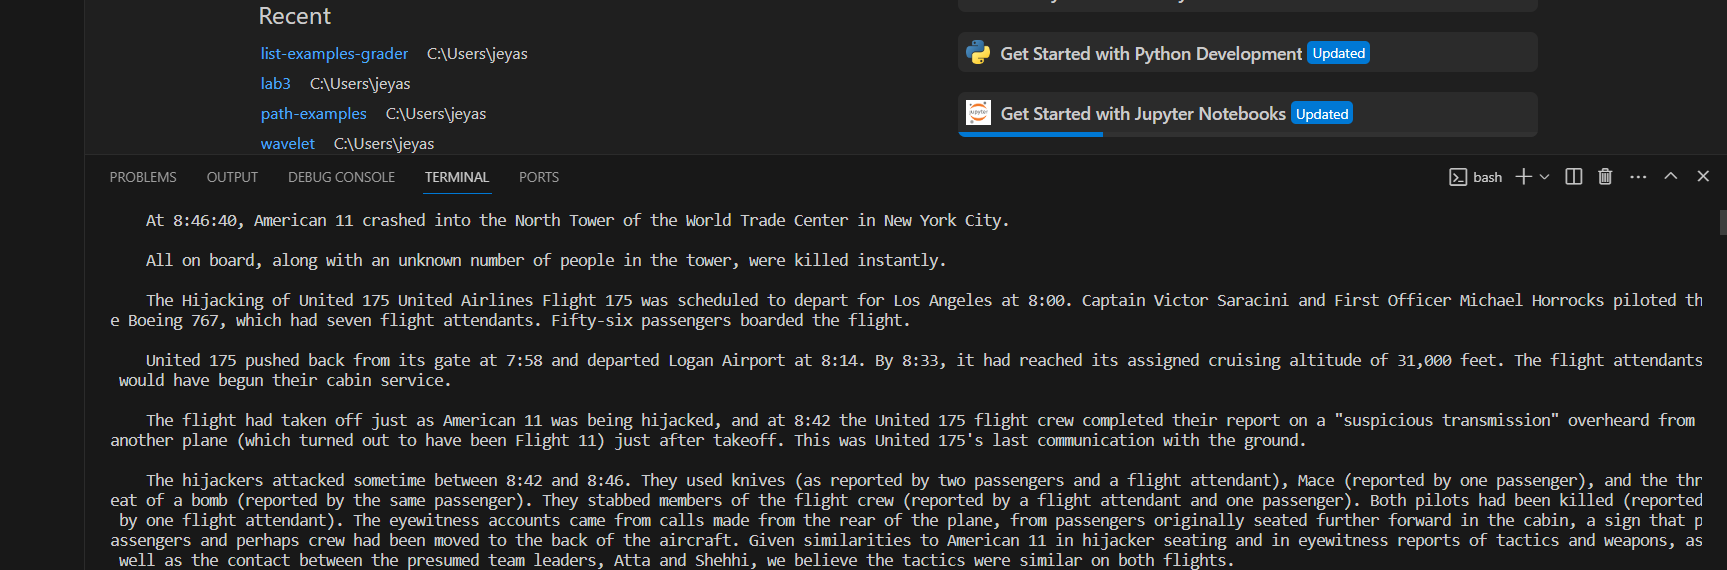 Recent
list-examples-grader C:\Users\jeyas
lab3 C:\Users\jeyas
path-examples C:\Users\jeyas
wavelet C:\Users\jeyas
Get Started with Python Development Updated
Get Started with Jupyter Notebooks Updated
PROBLEMS OUTPUT DEBUG CONSOLE TERMINAL PORTS
bash
At 8:46:40, American 11 crashed into the North Tower of the World Trade Center in New York City.
All on board, along with an unknown number of people in the tower, were killed instantly.
The Hijacking of United 175 United Airlines Flight 175 was scheduled to depart for Los Angeles at 8:00. Captain Victor Saracini and First Officer Michael Horrocks piloted th
e Boeing 767, which had seven flight attendants. Fifty-six passengers boarded the flight.
United 175 pushed back from its gate at 7:58 and departed Logan Airport at 8:14. By 8:33, it had reached its assigned cruising altitude of 31,000 feet. The flight attendants
would have begun their cabin service.
The flight had taken off just as American 11 was being hijacked, and at 8:42 the United 175 flight crew completed their report on a "suspicious transmission" overheard from
another plane (which turned out to have been Flight 11) just after takeoff. This was United 175's last communication with the ground.
The hijackers attacked sometime between 8:42 and 8:46. They used knives (as reported by two passengers and a flight attendant), Mace (reported by one passenger), and the thr
eat of a bomb (reported by the same passenger). They stabbed members of the flight crew (reported by a flight attendant and one passenger). Both pilots had been killed (reported
by one flight attendant). The eyewitness accounts came from calls made from the rear of the plane, from passengers originally seated further forward in the cabin, a sign that p
assengers and perhaps crew had been moved to the back of the aircraft. Given similarities to American 11 in hijacker seating and in eyewitness reports of tactics and weapons, as
well as the contact between the presumed team leaders, Atta and Shehhi, we believe the tactics were similar on both flights.